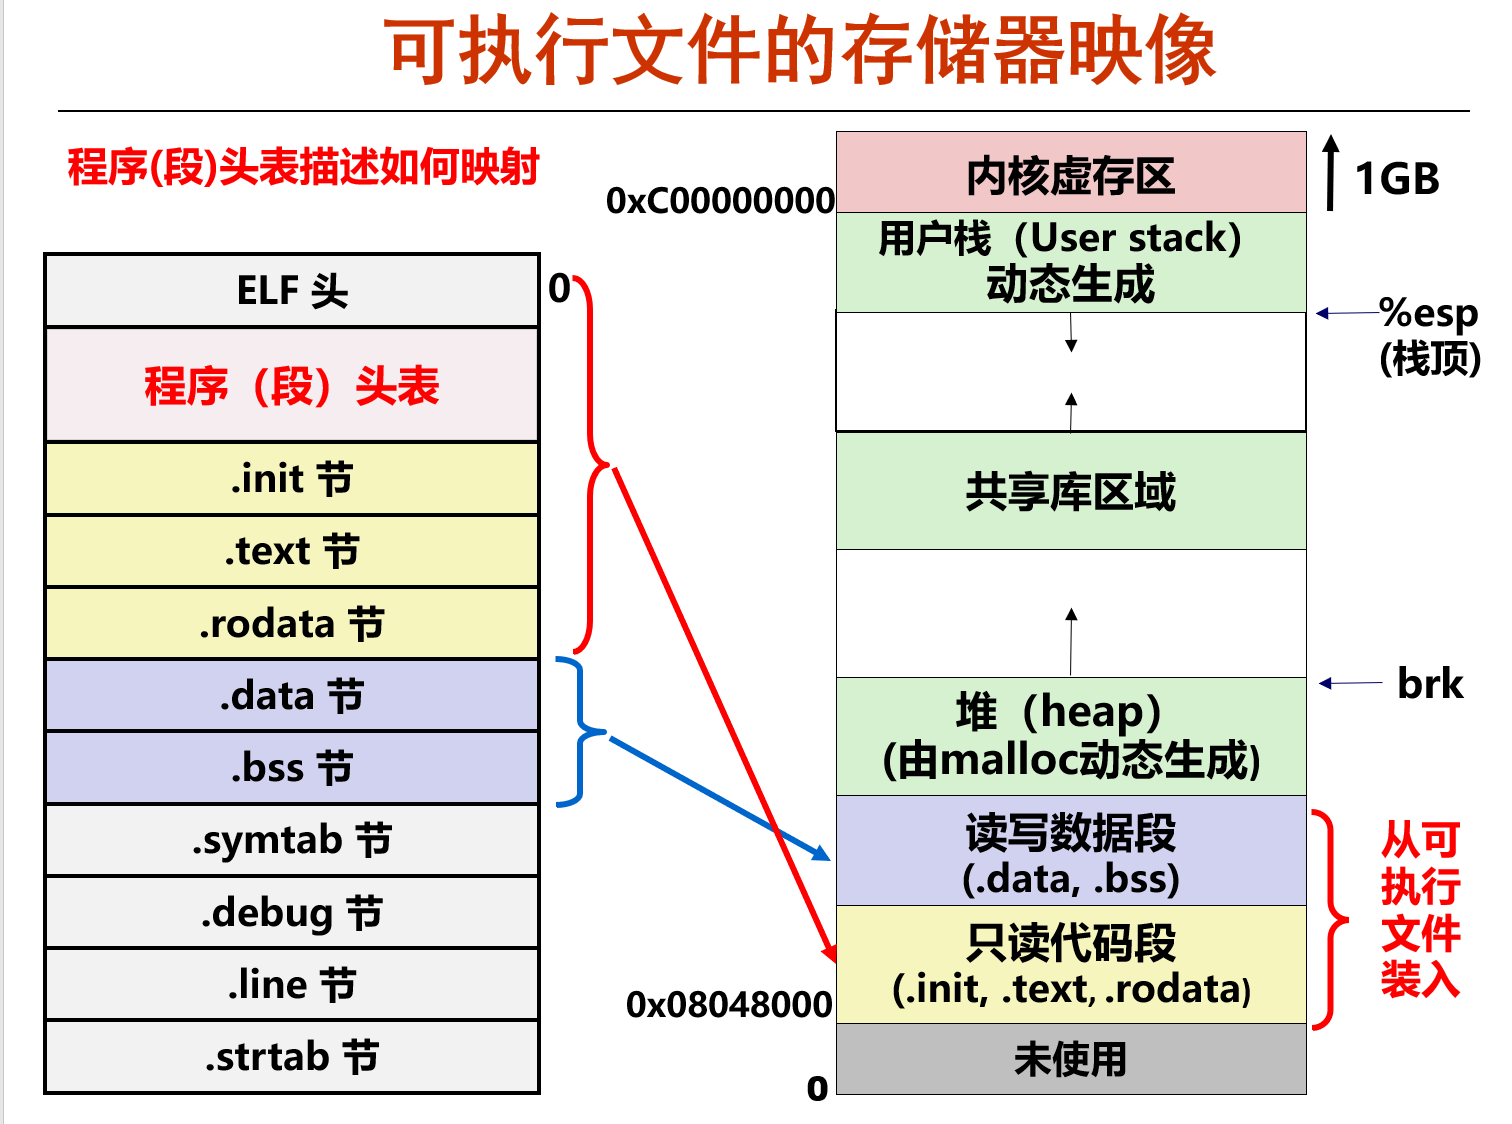 可执行文件的存储器映像
程序(段)头表描述如何映射
ELF 头
程序（段）头表
.init 节
.text 节
.rodata 节
.data 节
.bss 节
.symtab 节
.debug 节
.line 节
.strtab 节
0
0xC00000000
0x08048000
0
内核虚存区
用户栈（User stack）
动态生成
共享库区域
堆（heap）
(由malloc动态生成)
读写数据段
(.data, .bss)
只读代码段
(.init, .text, .rodata)
未使用
1GB
%esp
(栈顶)
brk
从可
执行
文件
装入